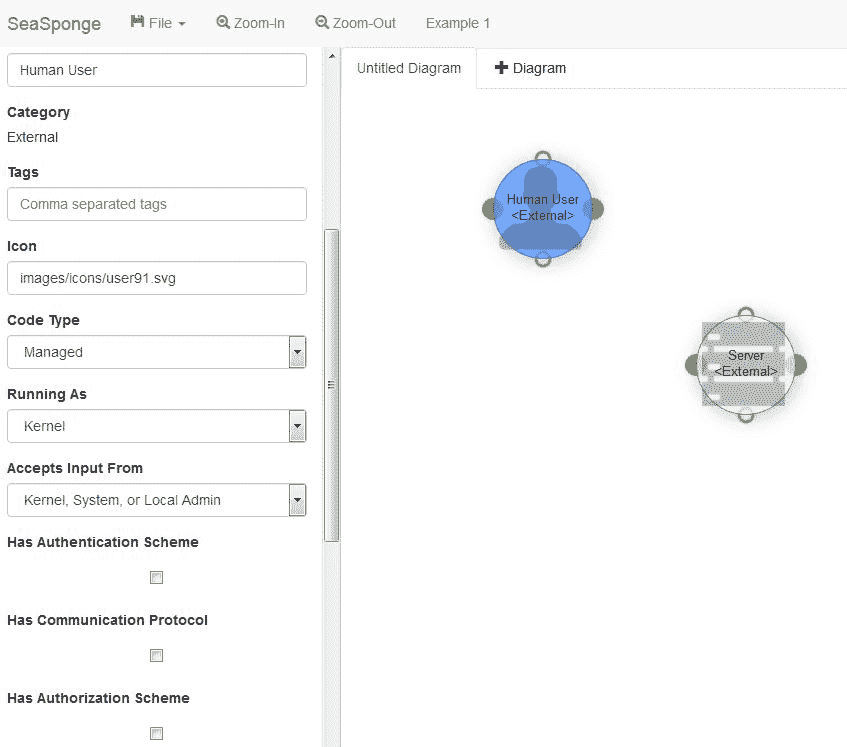 SeaSponge File Zoom-In Zoom-Out Example 1
Human User
Category
External
Tags
Comma separated tags
Icon
images/icons/user91.svg
Code Type
Managed
Running As
Kernel
Accepts Input From
Kernel, System, or Local Admin
Has Authentication Scheme
Has Communication Protocol
Has Authorization Scheme
Untitled Diagram Diagram
Human User
<External>
Server
<External>